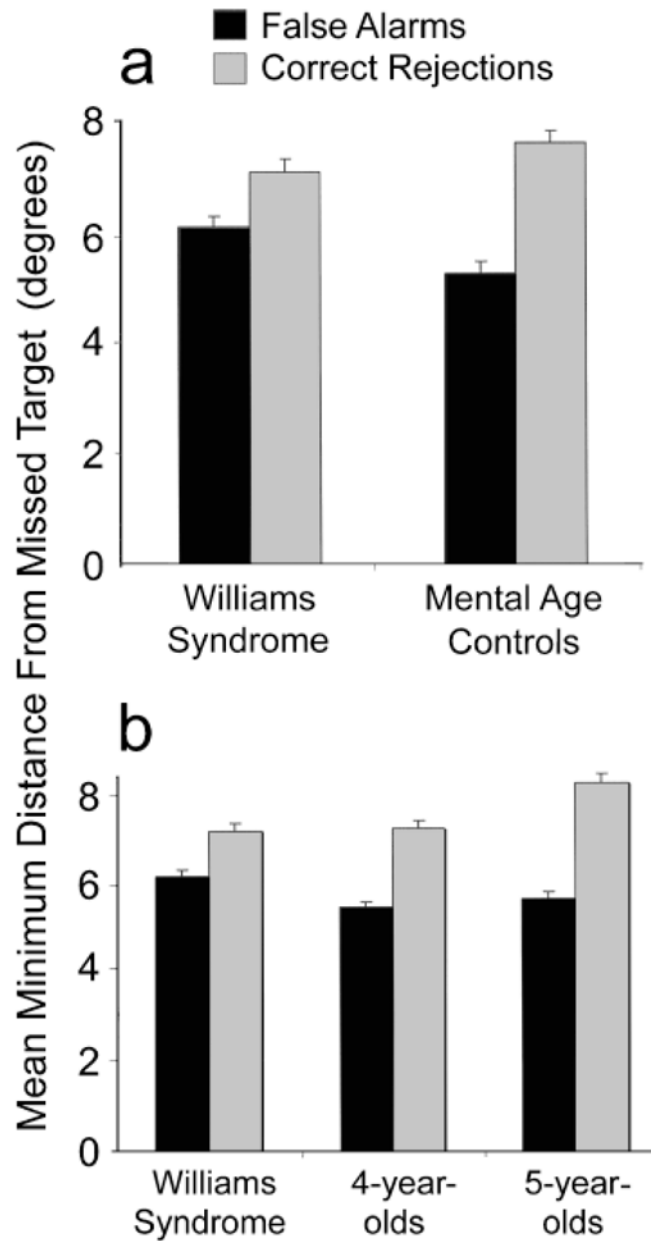 False Alarms
Correct Rejections
a
Mean Minimum Distance From Missed Target (degrees)
8
6
4
2
0
Williams
Syndrome
Mental Age
Controls
b
8
6
4
2
0
Williams
Syndrome
4-year-
olds
5-year-
olds